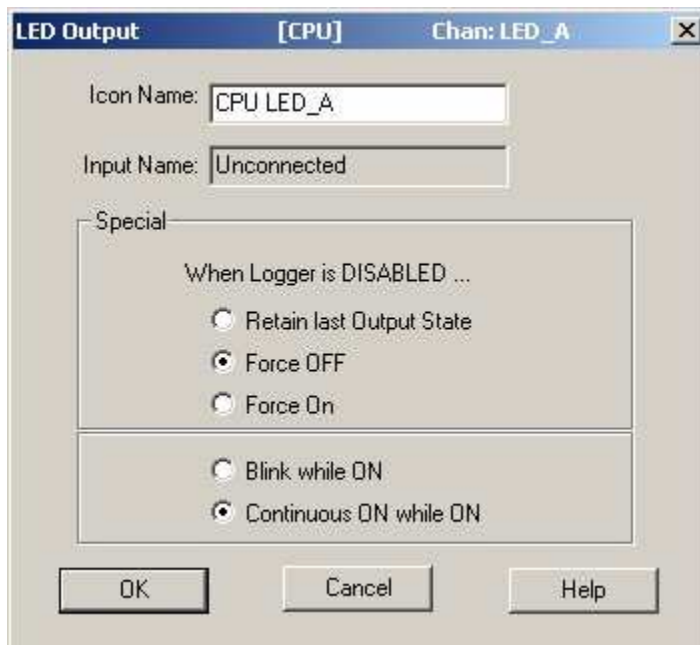 LED Output [CPU] Chan: LED_A
Icon Name: CPU LED_A
Input Name: Unconnected
Special
When Logger is DISABLED ...
Retain last Output State
Force OFF
Force On
Blink while ON
Continuous ON while ON
OK Cancel Help